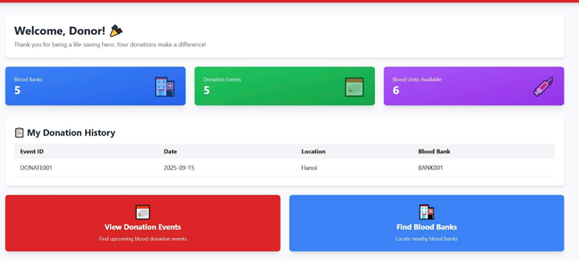 Welcome, Donor!
Thank you for being a life-saving hero. Your donations make a difference!
Blood Banks
5
Donation Events
5
Blood Units Available
6
My Donation History
Event ID Date Location Blood Bank
DONATE001 2025-09-15 Hanoi BANK001
View Donation Events
Find upcoming blood donation events
Find Blood Banks
Locate nearby blood banks